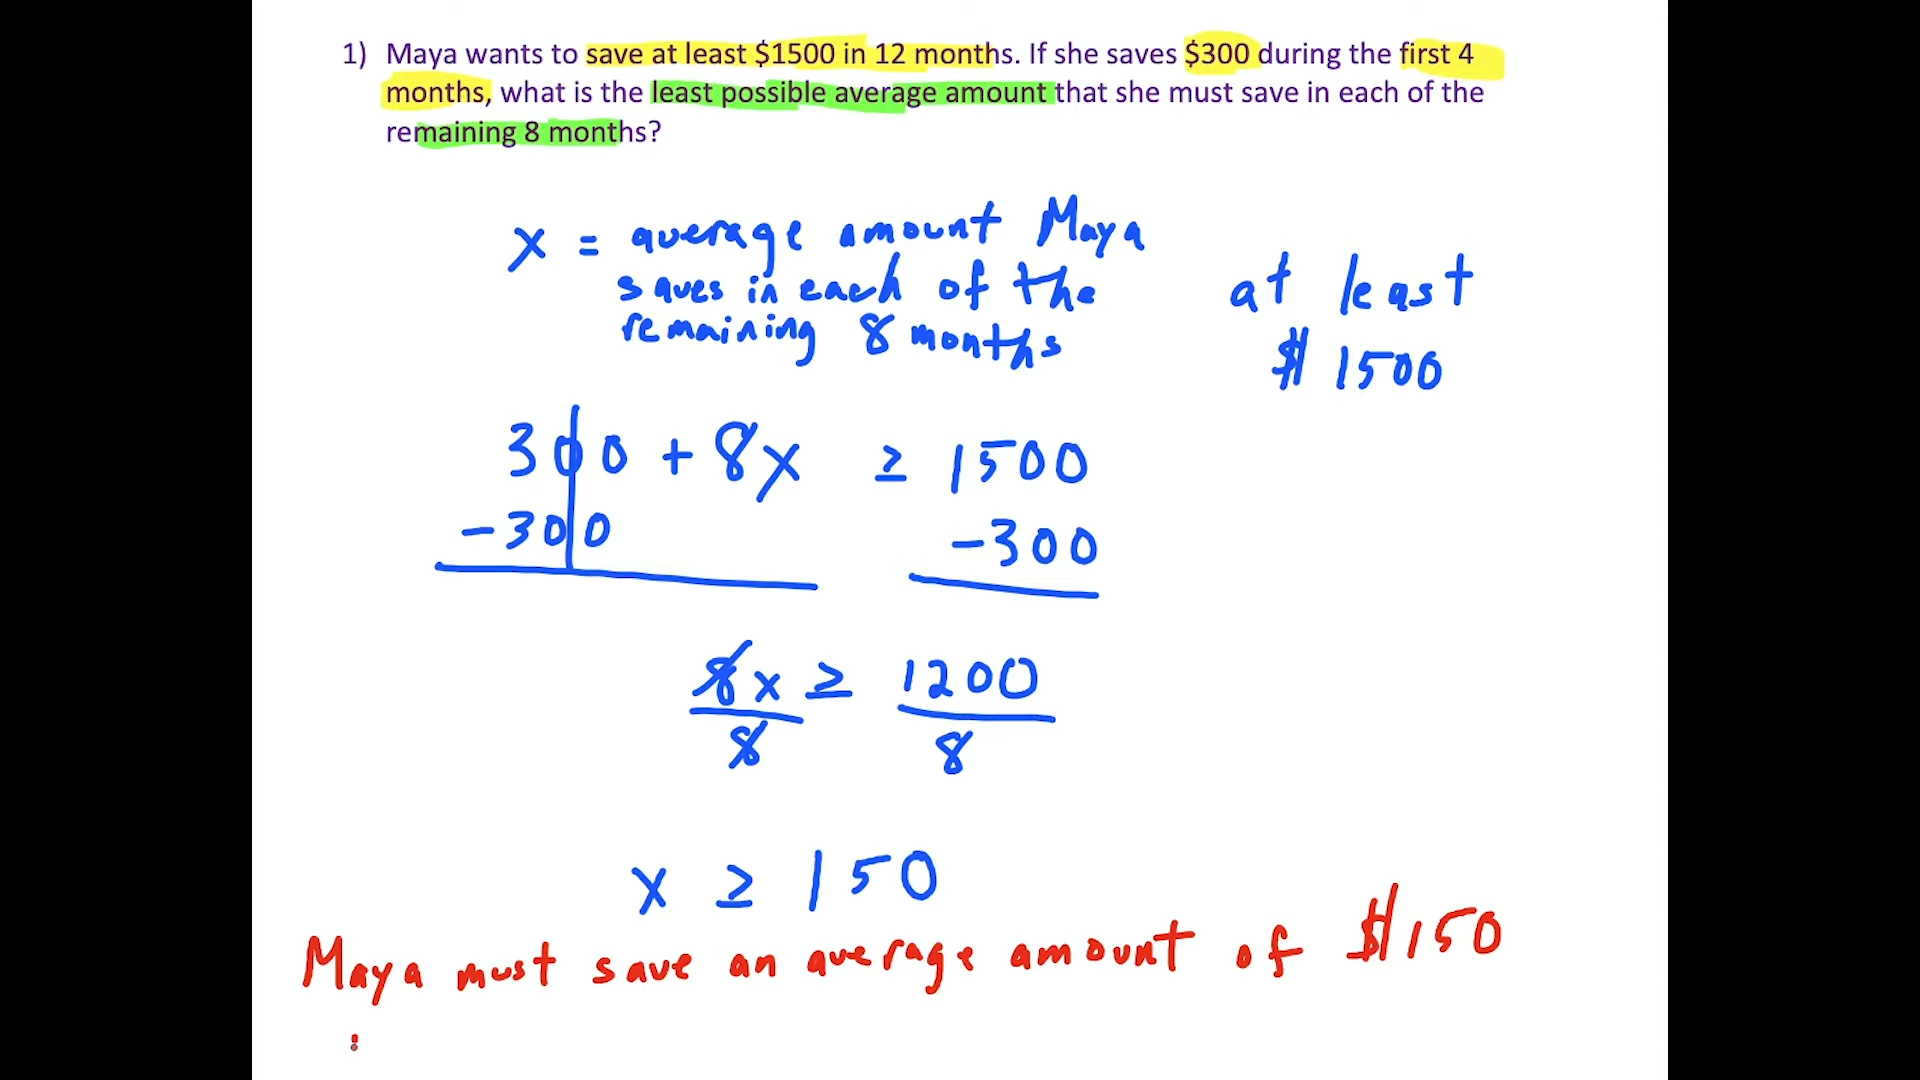 1) Maya wants to save at least $1500 in 12 months. If she saves $300 during the first 4
months, what is the least possible average amount that she must save in each of the
remaining 8 months?
x = average amount Maya
saves in each of the
remaining 8 months
at least
$1500
300 + 8x ≥ 1500
-300 -300
8x ≥ 1200
8 8
x ≥ 150
Maya must save an average amount of $150